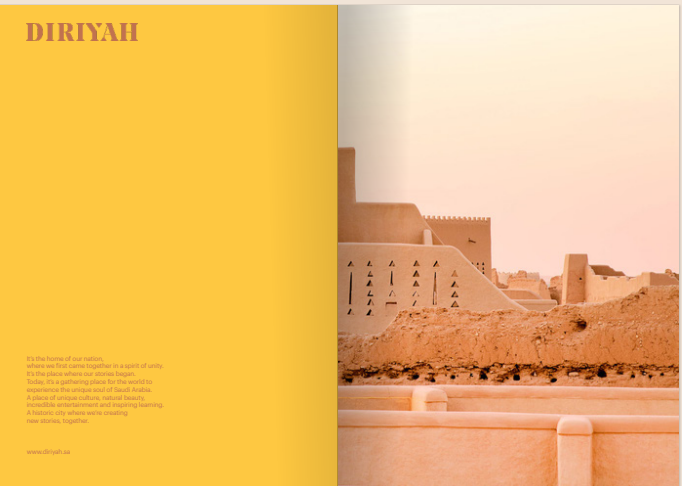 DIRIYAH
It's the home of our nation,
where we first came together in a spirit of unity.
It's the place where our stories began.
Today, it's a gathering place for the world to
experience the unique soul of Saudi Arabia.
A place of unique culture, natural beauty,
incredible entertainment and inspiring learning.
A historic city where we're creating
new stories, together.
www.diriyah.sa